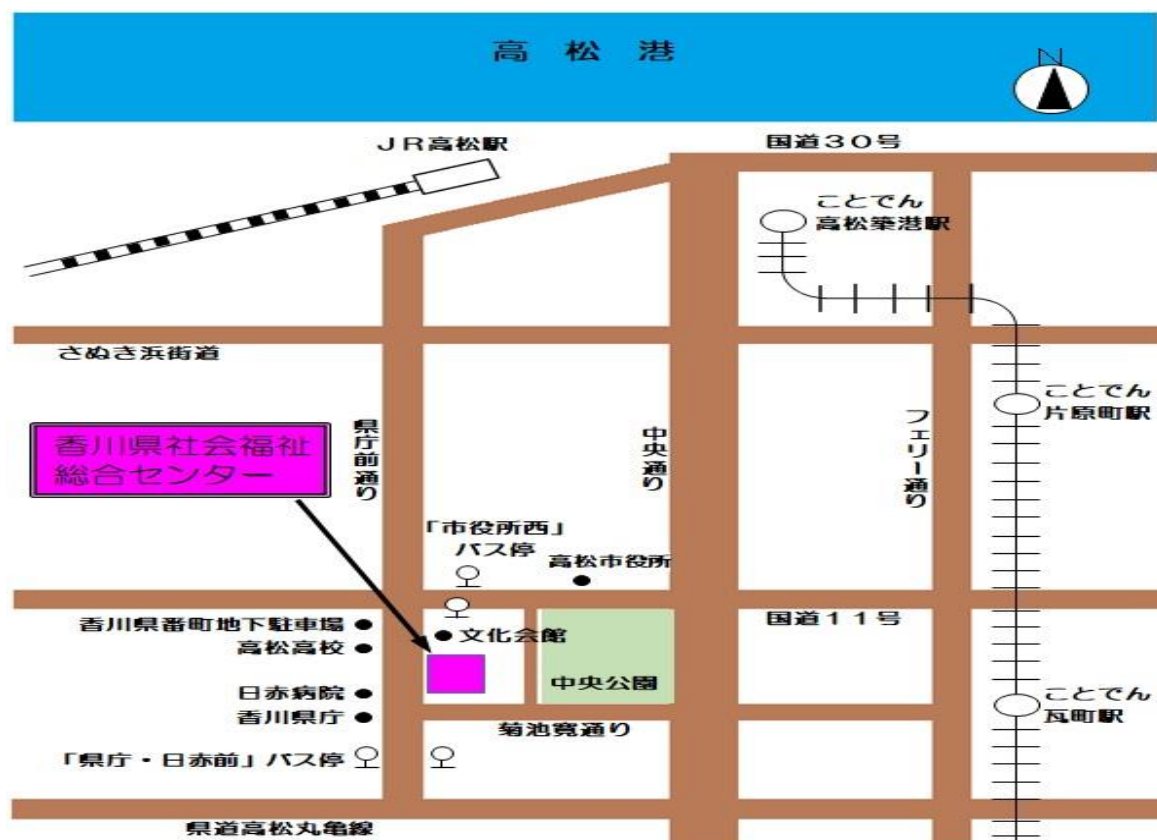 高松港
N
JR高松駅
国道30号
ことでん
高松築港駅
さぬき浜街道
ことでん
片原町駅
香川県社会福祉
総合センター
県庁前通り
中央通り
フェリー通り
「市役所西」
バス停
高松市役所
香川県番町地下駐車場
文化会館
国道11号
高松高校
日赤病院
中央公園
ことでん
瓦町駅
香川県庁
菊池寛通り
「県庁・日赤前」バス停
県道高松丸亀線